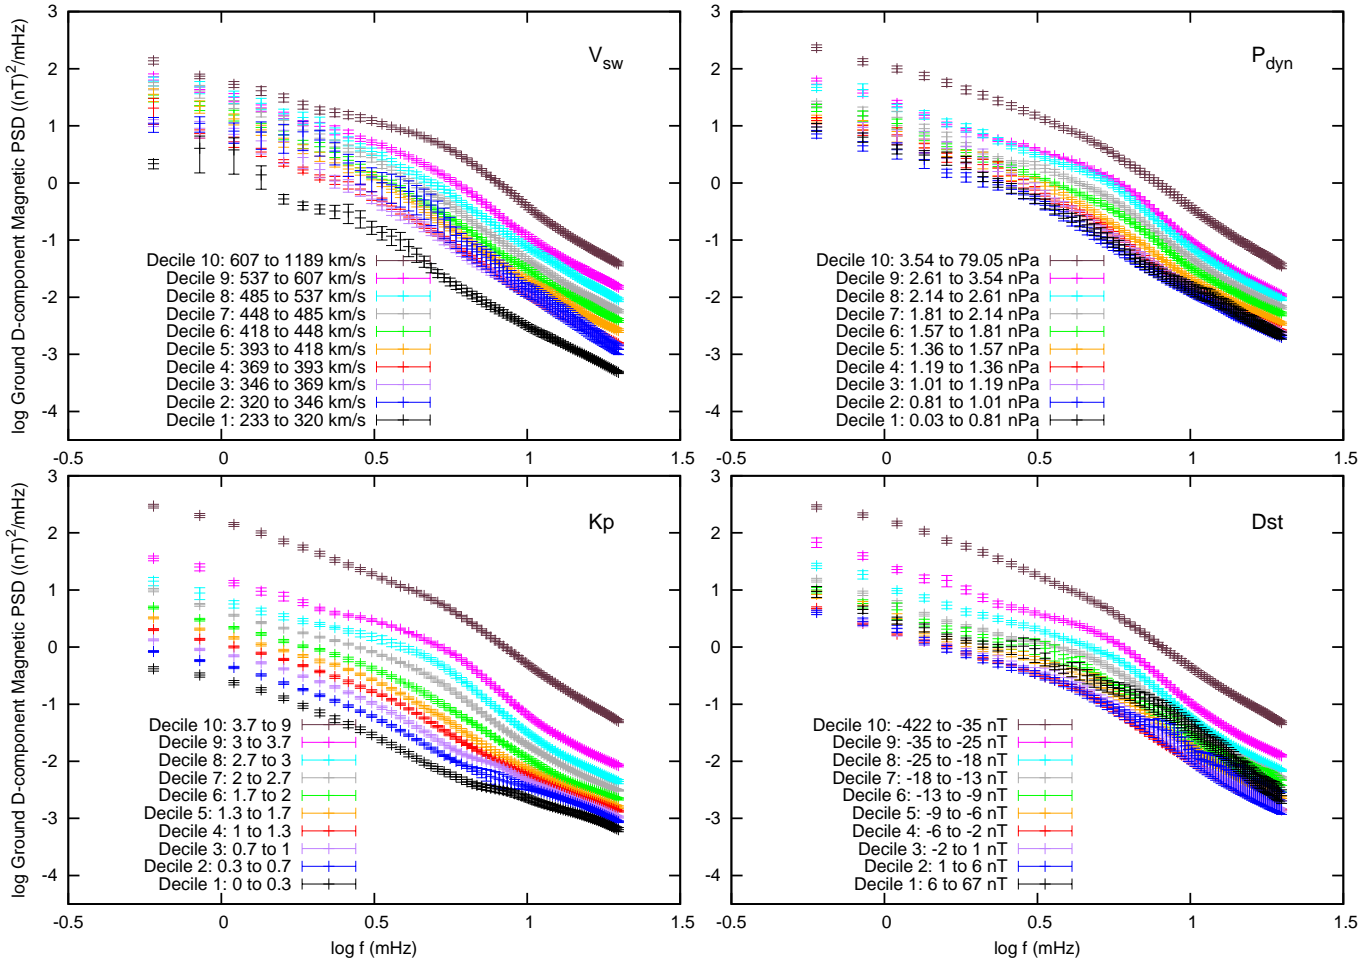 log Ground D-component Magnetic PSD ((nT)²/mHz)
3
2
1
0
-1
-2
-3
-4
-0.5
0
0.5
1
1.5
Vsw
Decile 10: 607 to 1189 km/s
Decile 9: 537 to 607 km/s
Decile 8: 485 to 537 km/s
Decile 7: 448 to 485 km/s
Decile 6: 418 to 448 km/s
Decile 5: 393 to 418 km/s
Decile 4: 369 to 393 km/s
Decile 3: 346 to 369 km/s
Decile 2: 320 to 346 km/s
Decile 1: 233 to 320 km/s
3
2
1
0
-1
-2
-3
-4
-0.5
0
0.5
1
1.5
Pdyn
Decile 10: 3.54 to 79.05 nPa
Decile 9: 2.61 to 3.54 nPa
Decile 8: 2.14 to 2.61 nPa
Decile 7: 1.81 to 2.14 nPa
Decile 6: 1.57 to 1.81 nPa
Decile 5: 1.36 to 1.57 nPa
Decile 4: 1.19 to 1.36 nPa
Decile 3: 1.01 to 1.19 nPa
Decile 2: 0.81 to 1.01 nPa
Decile 1: 0.03 to 0.81 nPa
log Ground D-component Magnetic PSD ((nT)²/mHz)
3
2
1
0
-1
-2
-3
-4
-0.5
0
0.5
1
1.5
log f (mHz)
Kp
Decile 10: 3.7 to 9
Decile 9: 3 to 3.7
Decile 8: 2.7 to 3
Decile 7: 2 to 2.7
Decile 6: 1.7 to 2
Decile 5: 1.3 to 1.7
Decile 4: 1 to 1.3
Decile 3: 0.7 to 1
Decile 2: 0.3 to 0.7
Decile 1: 0 to 0.3
3
2
1
0
-1
-2
-3
-4
-0.5
0
0.5
1
1.5
log f (mHz)
Dst
Decile 10: -422 to -35 nT
Decile 9: -35 to -25 nT
Decile 8: -25 to -18 nT
Decile 7: -18 to -13 nT
Decile 6: -13 to -9 nT
Decile 5: -9 to -6 nT
Decile 4: -6 to -2 nT
Decile 3: -2 to 1 nT
Decile 2: 1 to 6 nT
Decile 1: 6 to 67 nT